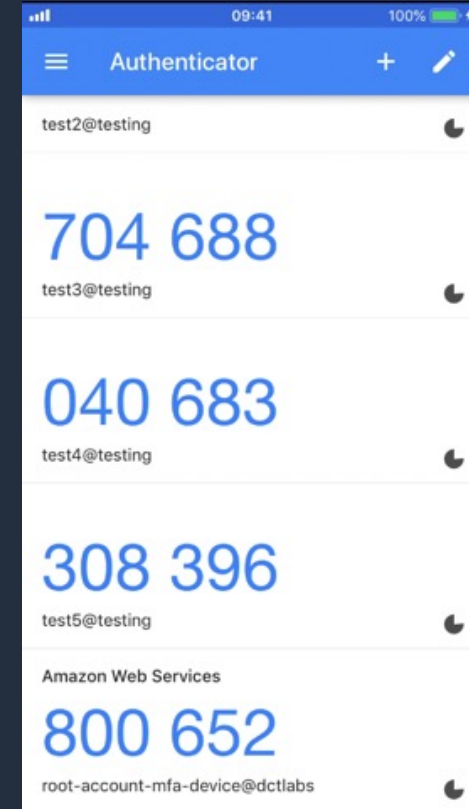 09:41
100%
Authenticator
test2@testing
704 688
test3@testing
040 683
test4@testing
308 396
test5@testing
Amazon Web Services
800 652
root-account-mfa-device@dctlabs